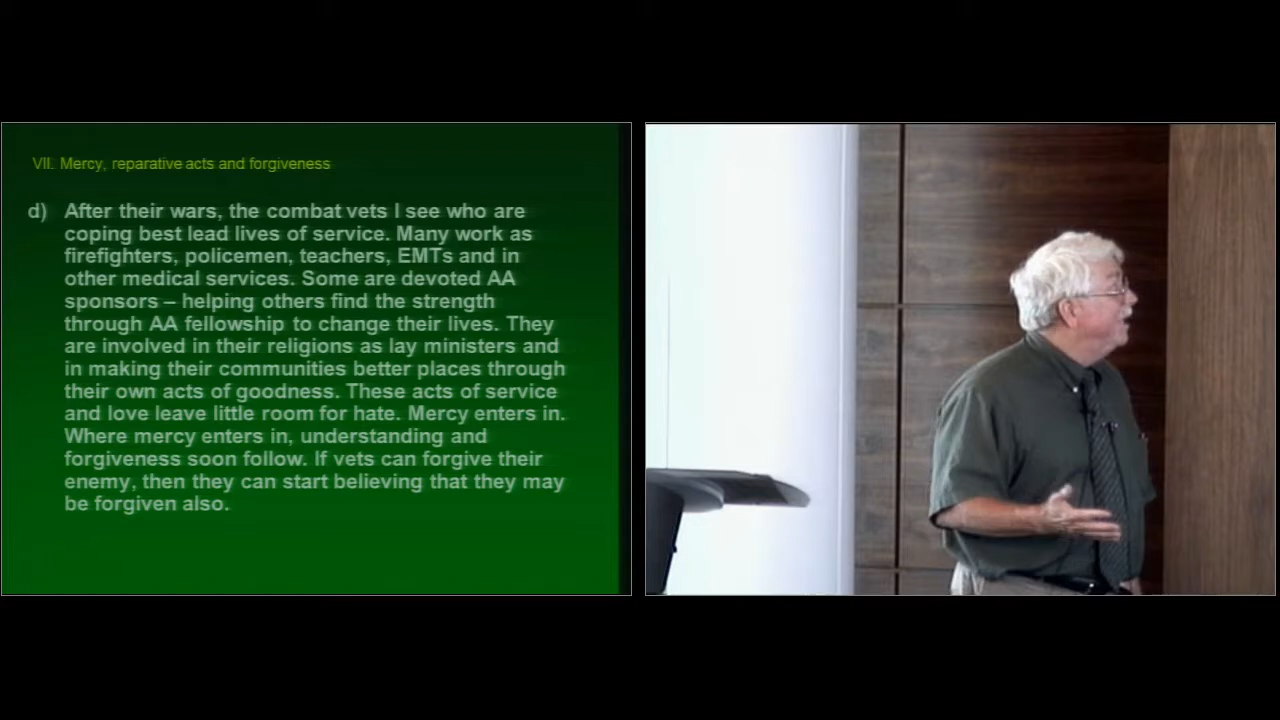 VII. Mercy, reparative acts and forgiveness
d) After their wars, the combat vets I see who are
coping best lead lives of service. Many work as
firefighters, policemen, teachers, EMTs and in
other medical services. Some are devoted AA
sponsors – helping others find the strength
through AA fellowship to change their lives. They
are involved in their religions as lay ministers and
in making their communities better places through
their own acts of goodness. These acts of service
and love leave little room for hate. Mercy enters in.
Where mercy enters in, understanding and
forgiveness soon follow. If vets can forgive their
enemy, then they can start believing that they may
be forgiven also.